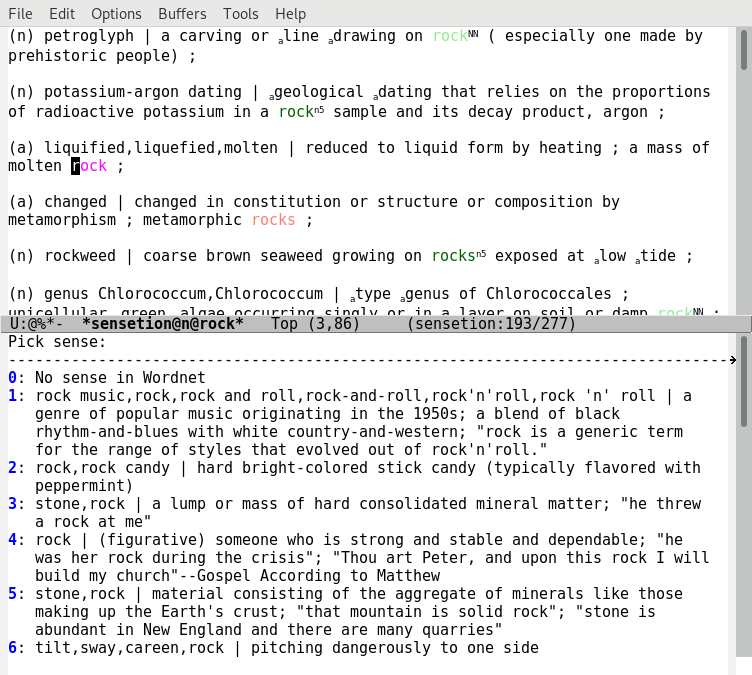 File Edit Options Buffers Tools Help
(n) petroglyph | a carving or ₐline ₐdrawing on rockᴺᴺ ( especially one made by
prehistoric people) ;
(n) potassium-argon dating | ₐgeological ₐdating that relies on the proportions
of radioactive potassium in a rockⁿ⁵ sample and its decay product, argon ;
(a) liquified,liquefied,molten | reduced to liquid form by heating ; a mass of
molten rock ;
(a) changed | changed in constitution or structure or composition by
metamorphism ; metamorphic rocks ;
(n) rockweed | coarse brown seaweed growing on rocksⁿ⁵ exposed at ₐlow ₐtide ;
(n) genus Chlorococcum,Chlorococcum | ₐtype ₐgenus of Chlorococcales ;
unicellular green algae occurring singly or in a layer on soil or damp rockᴺᴺ ;
U:@%*- *sensetion@n@rock* Top (3,86) (sensetion:193/277)
Pick sense:
0: No sense in Wordnet
1: rock music,rock,rock and roll,rock-and-roll,rock'n'roll,rock 'n' roll | a
genre of popular music originating in the 1950s; a blend of black
rhythm-and-blues with white country-and-western; "rock is a generic term
for the range of styles that evolved out of rock'n'roll."
2: rock,rock candy | hard bright-colored stick candy (typically flavored with
peppermint)
3: stone,rock | a lump or mass of hard consolidated mineral matter; "he threw
a rock at me"
4: rock | (figurative) someone who is strong and stable and dependable; "he
was her rock during the crisis"; "Thou art Peter, and upon this rock I will
build my church"--Gospel According to Matthew
5: stone,rock | material consisting of the aggregate of minerals like those
making up the Earth's crust; "that mountain is solid rock"; "stone is
abundant in New England and there are many quarries"
6: tilt,sway,careen,rock | pitching dangerously to one side